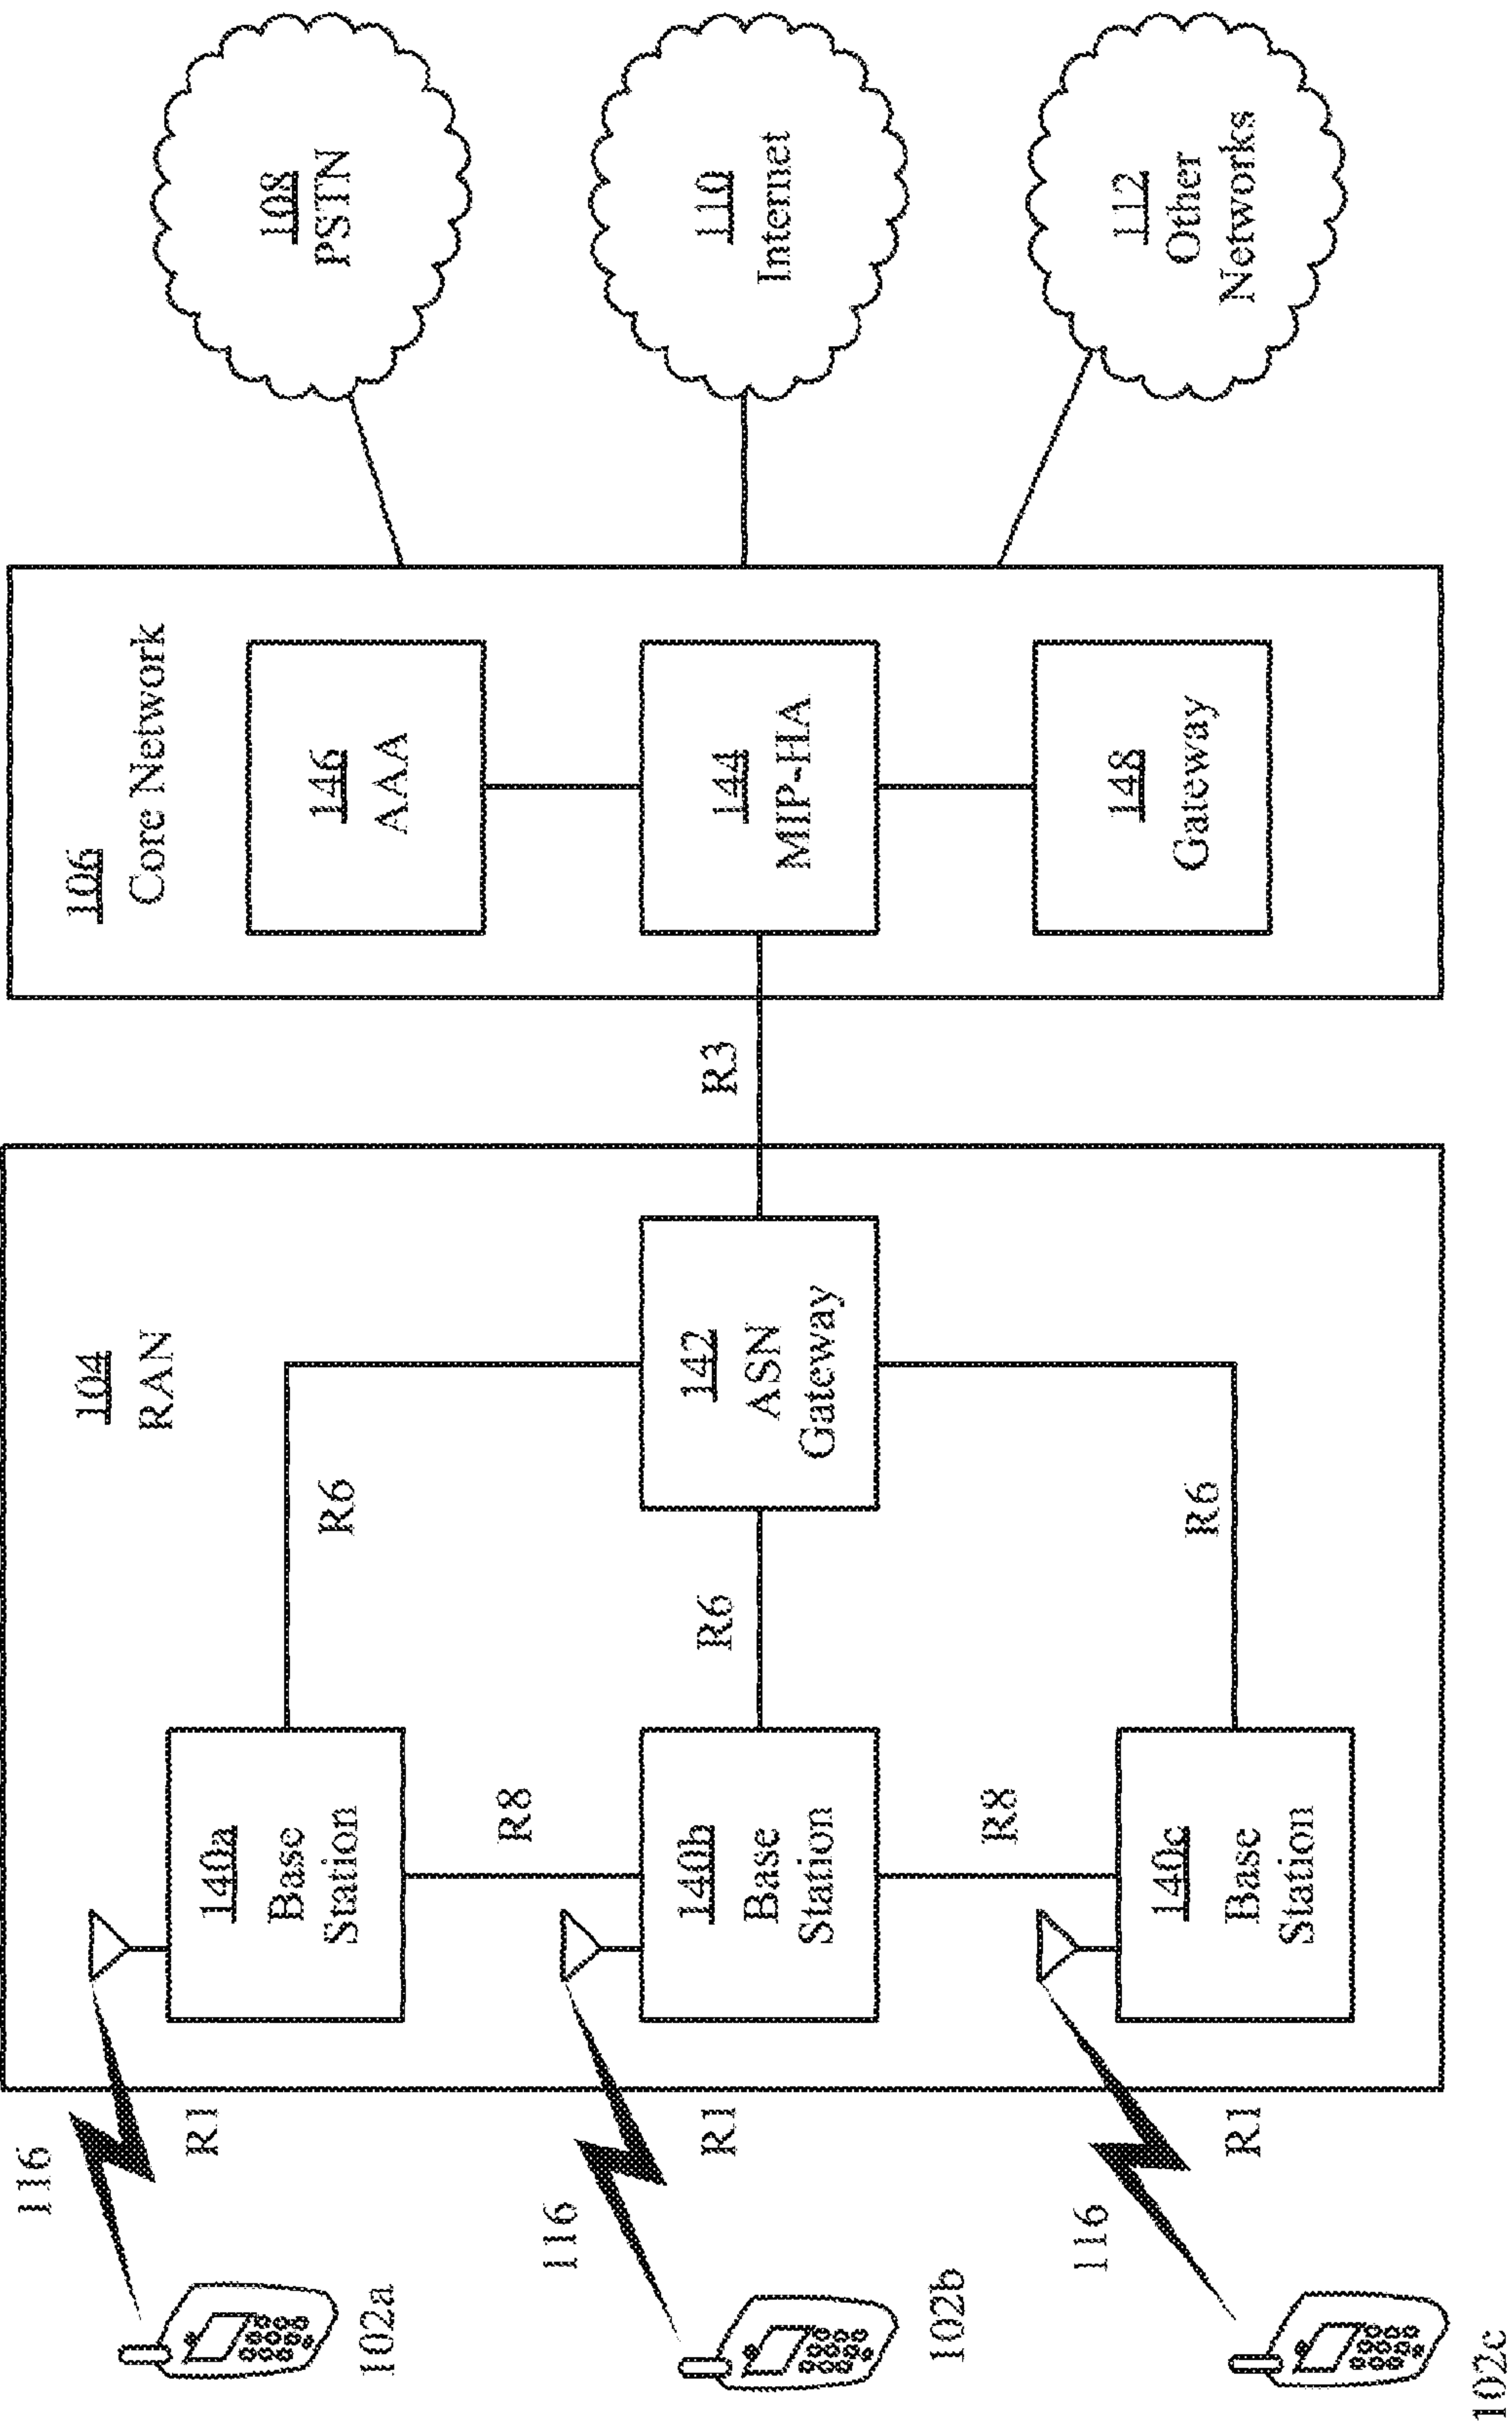 116
102a
R1
104
RAN
140a
Base
Station
R6
R8
116
102b
R1
140b
Base
Station
R6
142
ASN
Gateway
R8
116
102c
R1
140c
Base
Station
R6
R3
106
Core Network
146
AAA
144
MIP-HA
148
Gateway
108
PSTN
110
Internet
112
Other
Networks